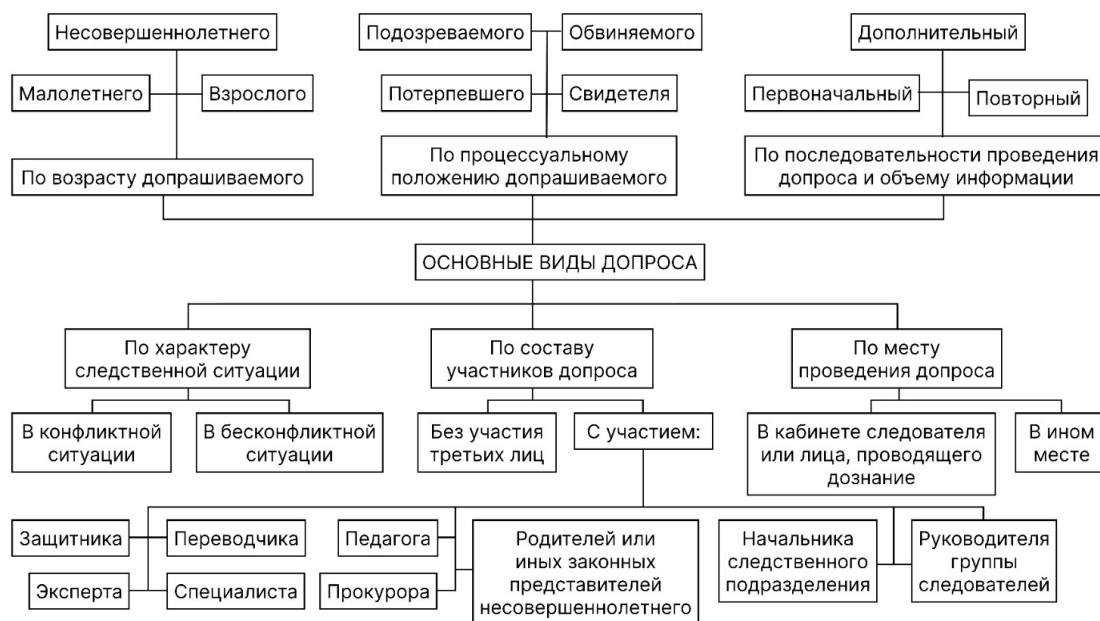 Несовершеннолетнего
Подозреваемого
Обвиняемого
Дополнительный
Малолетнего
Взрослого
Потерпевшего
Свидетеля
Первоначальный
Повторный
По возрасту допрашиваемого
По процессуальному
положению допрашиваемого
По последовательности проведения
допроса и объему информации
ОСНОВНЫЕ ВИДЫ ДОПРОСА
По характеру
следственной ситуации
По составу
участников допроса
По месту
проведения допроса
В конфликтной
ситуации
В бесконфликтной
ситуации
Без участия
третьих лиц
С участием:
В кабинете следователя
или лица, проводящего
дознание
В ином
месте
Защитника
Переводчика
Педагога
Родителей или
иных законных
представителей
несовершеннолетнего
Начальника
следственного
подразделения
Руководителя
группы
следователей
Эксперта
Специалиста
Прокурора